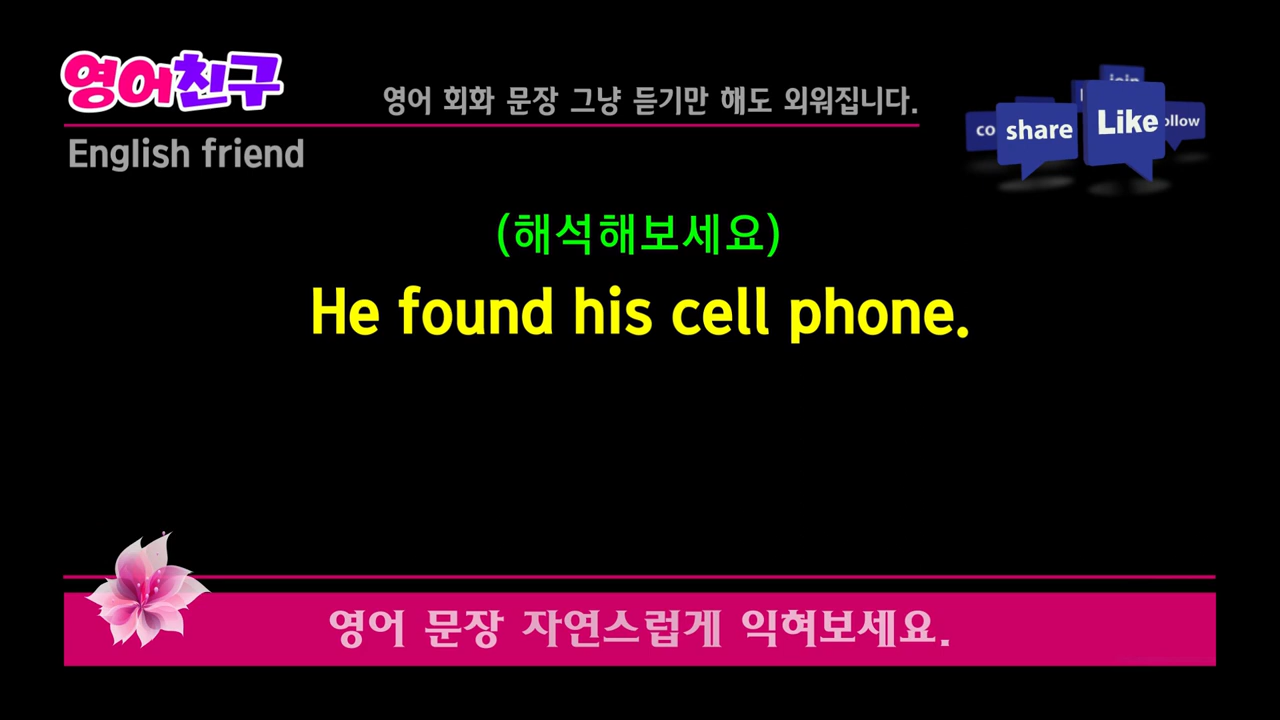 영어친구
영어 회화 문장 그냥 듣기만 해도 외워집니다.
English friend
join
share
Like
(해석해보세요)
He found his cell phone.
영어 문장 자연스럽게 익혀보세요.